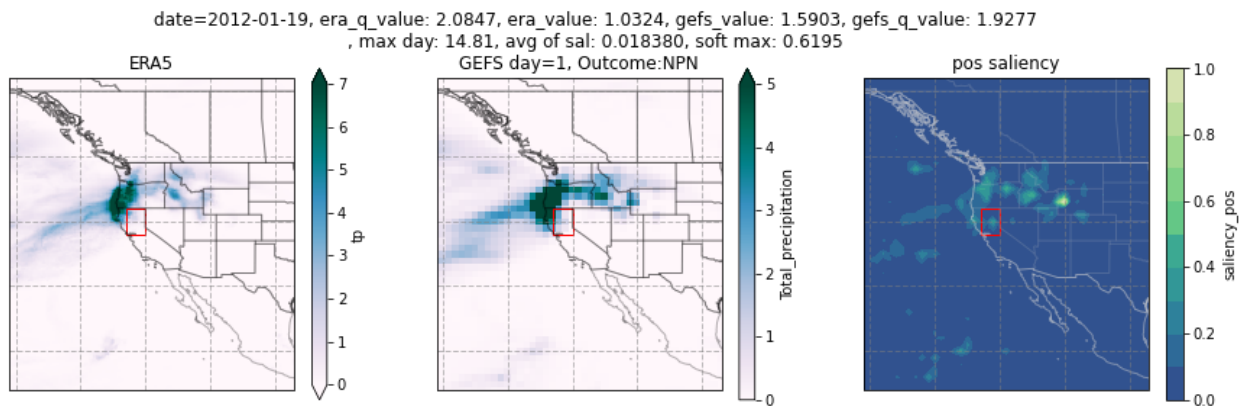 date=2012-01-19, era_q_value: 2.0847, era_value: 1.0324, gefs_value: 1.5903, gefs_q_value: 1.9277
, max day: 14.81, avg of sal: 0.018380, soft max: 0.6195
ERA5
7
6
5
4
3
2
1
0
tp
GEFS day=1, Outcome:NPN
5
4
3
2
1
0
Total_precipitation
pos saliency
1.0
0.8
0.6
0.4
0.2
0.0
saliency_pos